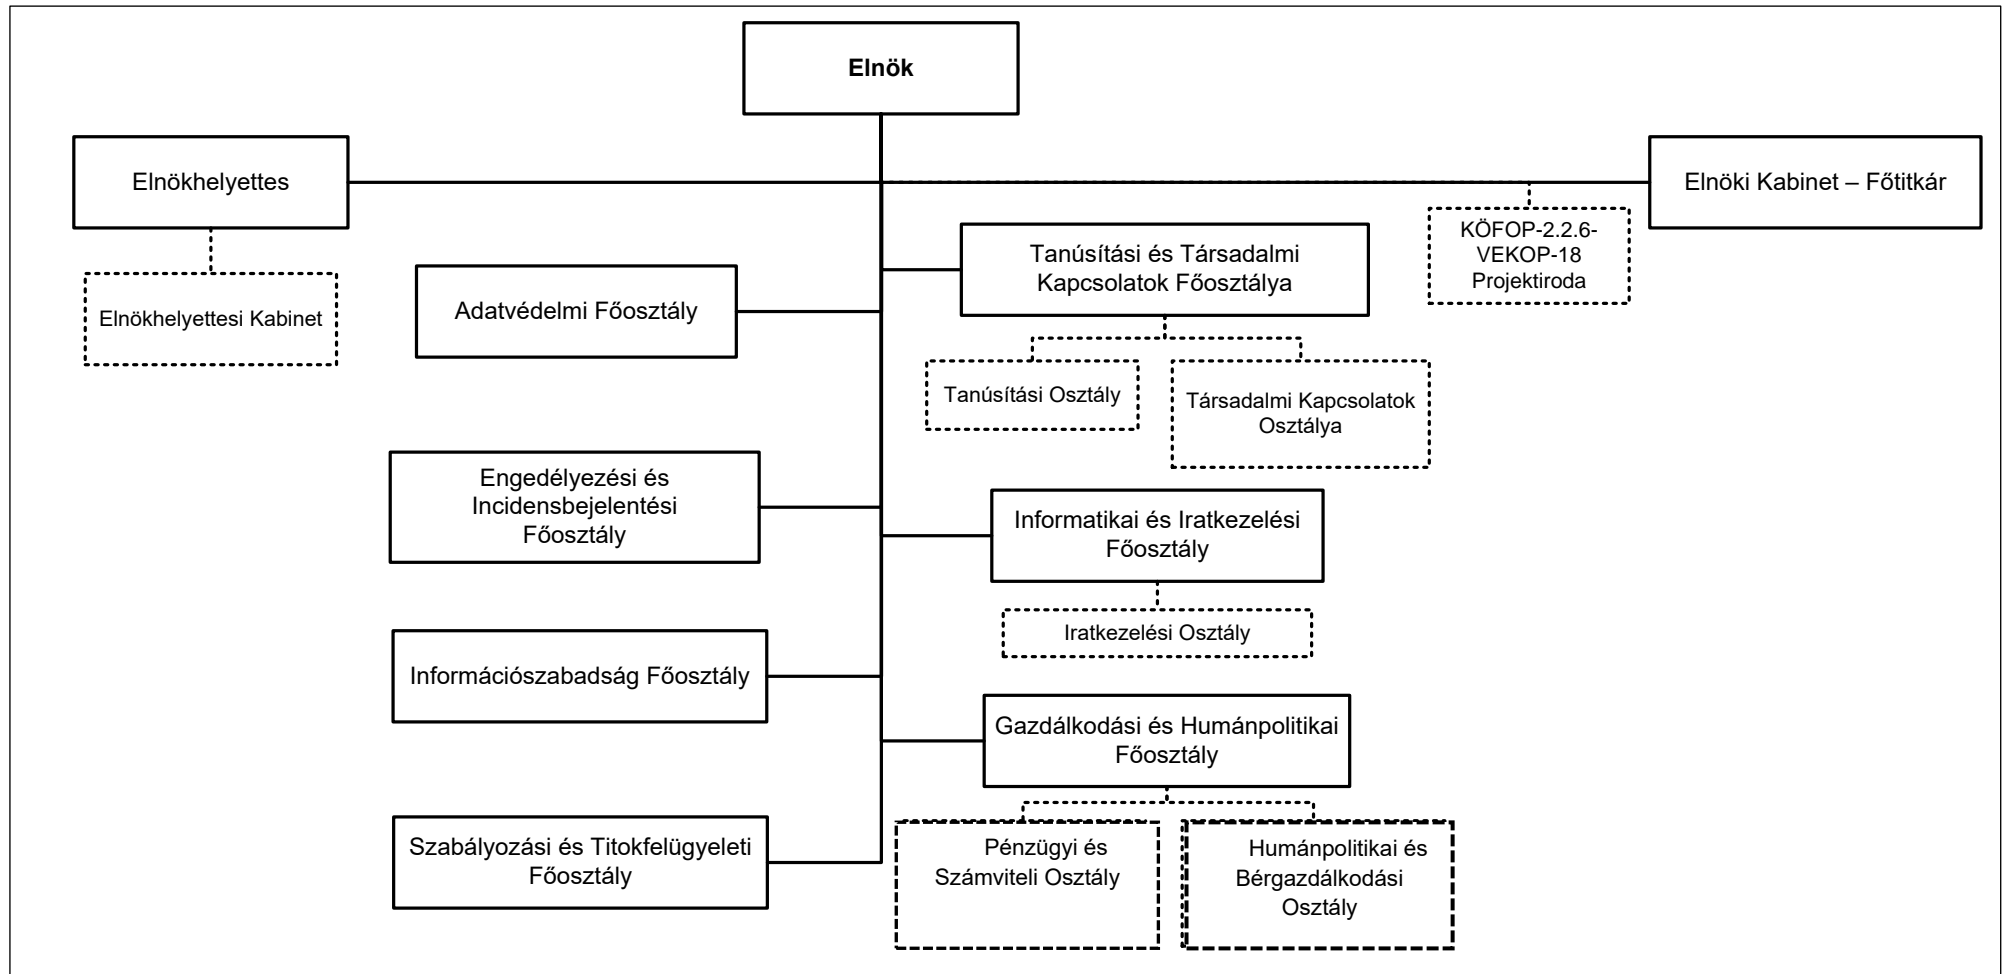 Elnök
Elnökhelyettes
Elnöki Kabinet – Főtitkár
KÖFOP-2.2.6-
VEKOP-18
Projektiroda
Elnökhelyettesi Kabinet
Adatvédelmi Főosztály
Tanúsítási és Társadalmi
Kapcsolatok Főosztálya
Tanúsítási Osztály
Társadalmi Kapcsolatok
Osztálya
Engedélyezési és
Incidensbejelentési
Főosztály
Informatikai és Iratkezelési
Főosztály
Iratkezelési Osztály
Információszabadság Főosztály
Gazdálkodási és Humánpolitikai
Főosztály
Szabályozási és Titokfelügyeleti
Főosztály
Pénzügyi és
Számviteli Osztály
Humánpolitikai és
Bérgazdálkodási
Osztály